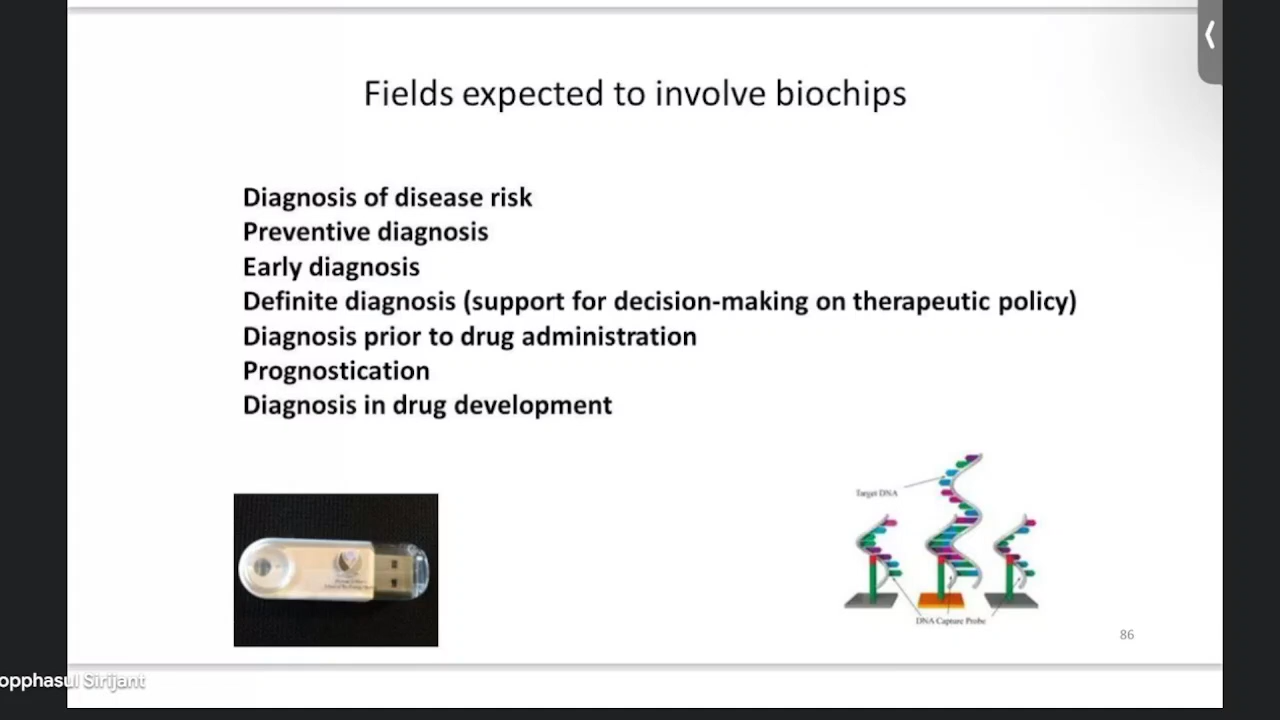 Fields expected to involve biochips
Diagnosis of disease risk
Preventive diagnosis
Early diagnosis
Definite diagnosis (support for decision-making on therapeutic policy)
Diagnosis prior to drug administration
Prognostication
Diagnosis in drug development
Target DNA
DNA Capture Probe
86
opphasul Sirijant